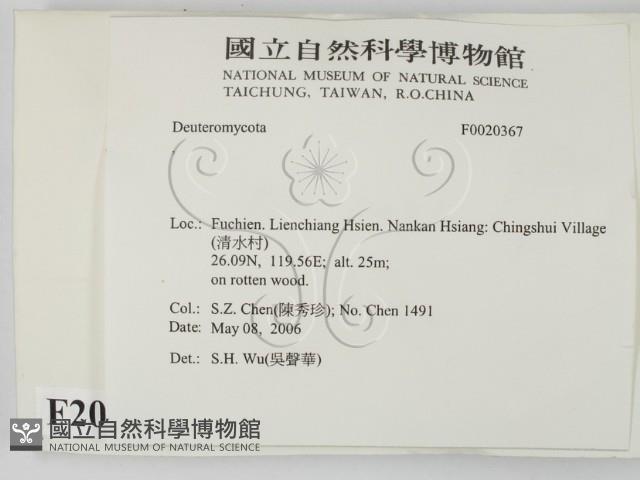 國立自然科學博物館
NATIONAL MUSEUM OF NATURAL SCIENCE
TAICHUNG, TAIWAN, R.O.CHINA
Deuteromycota F0020367
Loc.: Fuchien. Lienchiang Hsien. Nankan Hsiang: Chingshui Village
(清水村)
26.09N, 119.56E; alt. 25m;
on rotten wood.
Col.: S.Z. Chen(陳秀珍); No. Chen 1491
Date: May 08, 2006
Det.: S.H. Wu(吳聲華)
F20
國立自然科學博物館
NATIONAL MUSEUM OF NATURAL SCIENCE